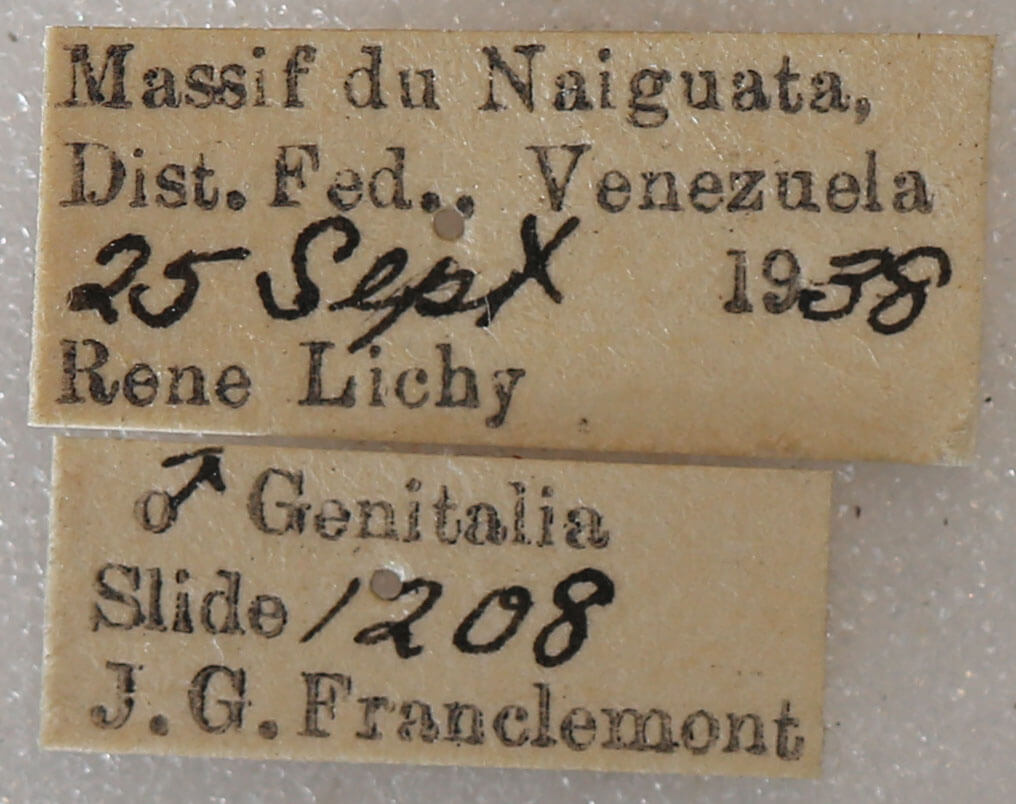 Massif du Naiguata,
Dist. Fed., Venezuela
25 Sept 1938
Rene Lichy
♂ Genitalia
Slide 1208
J. G. Franclemont